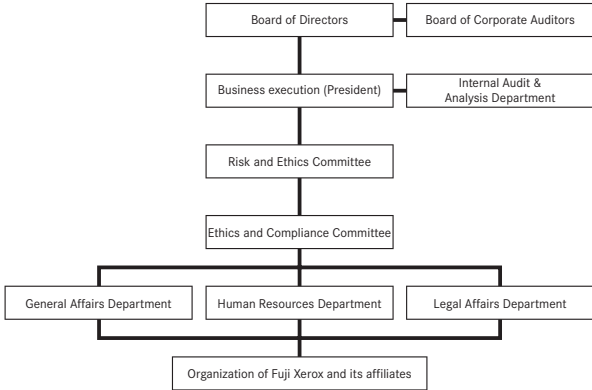 Board of Directors
Board of Corporate Auditors
Business execution (President)
Internal Audit &
Analysis Department
Risk and Ethics Committee
Ethics and Compliance Committee
General Affairs Department
Human Resources Department
Legal Affairs Department
Organization of Fuji Xerox and its affiliates